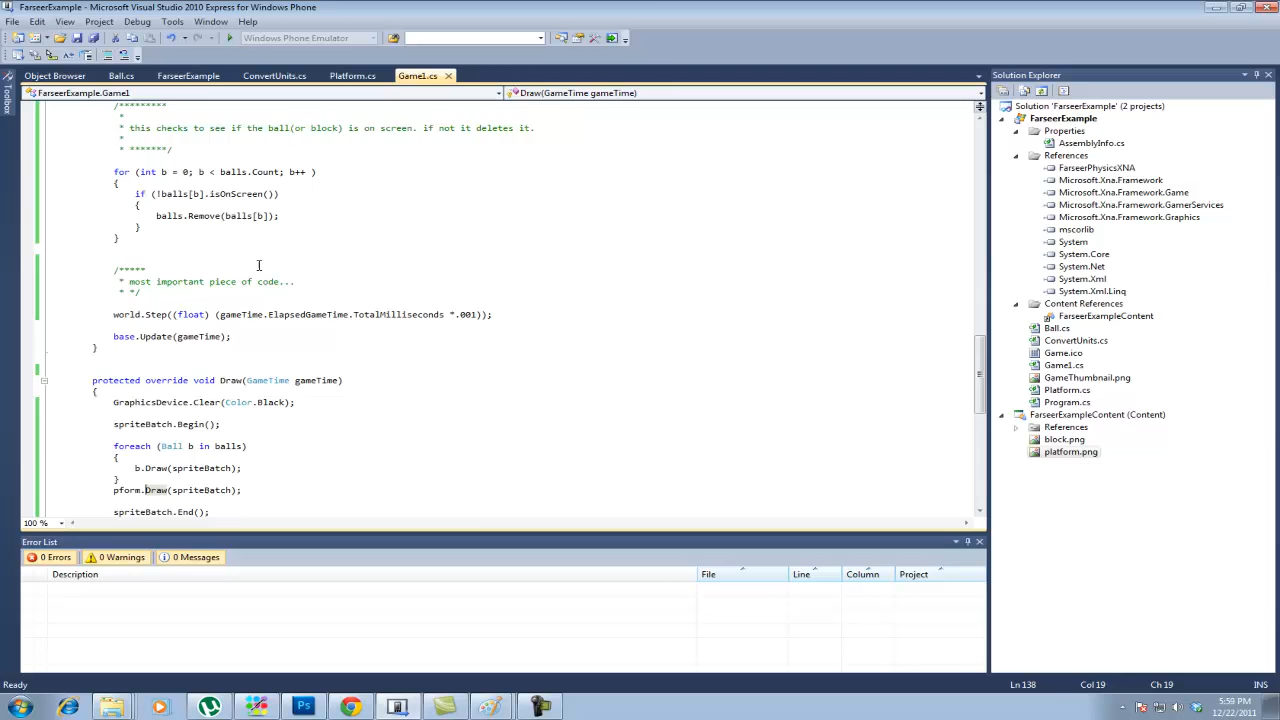 FarseerExample - Microsoft Visual Studio 2010 Express for Windows Phone
File Edit View Project Debug Tools Window Help
Windows Phone Emulator
Object Browser Ball.cs FarseerExample ConvertUnits.cs Platform.cs Game1.cs
FarseerExample.Game1 Draw(GameTime gameTime)
/*********
*
* this checks to see if the ball(or block) is on screen. if not it deletes it.
*
* *******/
for (int b = 0; b < balls.Count; b++ )
{
if (!balls[b].isOnScreen())
{
balls.Remove(balls[b]);
}
}
/*****
* most important piece of code...
* */
world.Step((float) (gameTime.ElapsedGameTime.TotalMilliseconds *.001));
base.Update(gameTime);
}
protected override void Draw(GameTime gameTime)
{
GraphicsDevice.Clear(Color.Black);
spriteBatch.Begin();
foreach (Ball b in balls)
{
b.Draw(spriteBatch);
}
pform.Draw(spriteBatch);
spriteBatch.End();
100 %
Error List
0 Errors 0 Warnings 0 Messages
Description File Line Column Project
Toolbox
Solution Explorer
Solution 'FarseerExample' (2 projects)
FarseerExample
Properties
AssemblyInfo.cs
References
FarseerPhysicsXNA
Microsoft.Xna.Framework
Microsoft.Xna.Framework.Game
Microsoft.Xna.Framework.GamerServices
Microsoft.Xna.Framework.Graphics
mscorlib
System
System.Core
System.Net
System.Xml
System.Xml.Linq
Content References
FarseerExampleContent
Ball.cs
ConvertUnits.cs
Game.ico
Game1.cs
GameThumbnail.png
Platform.cs
Program.cs
FarseerExampleContent (Content)
References
block.png
platform.png
Ready Ln 138 Col 19 Ch 19 INS
Ps
5:59 PM
12/22/2011